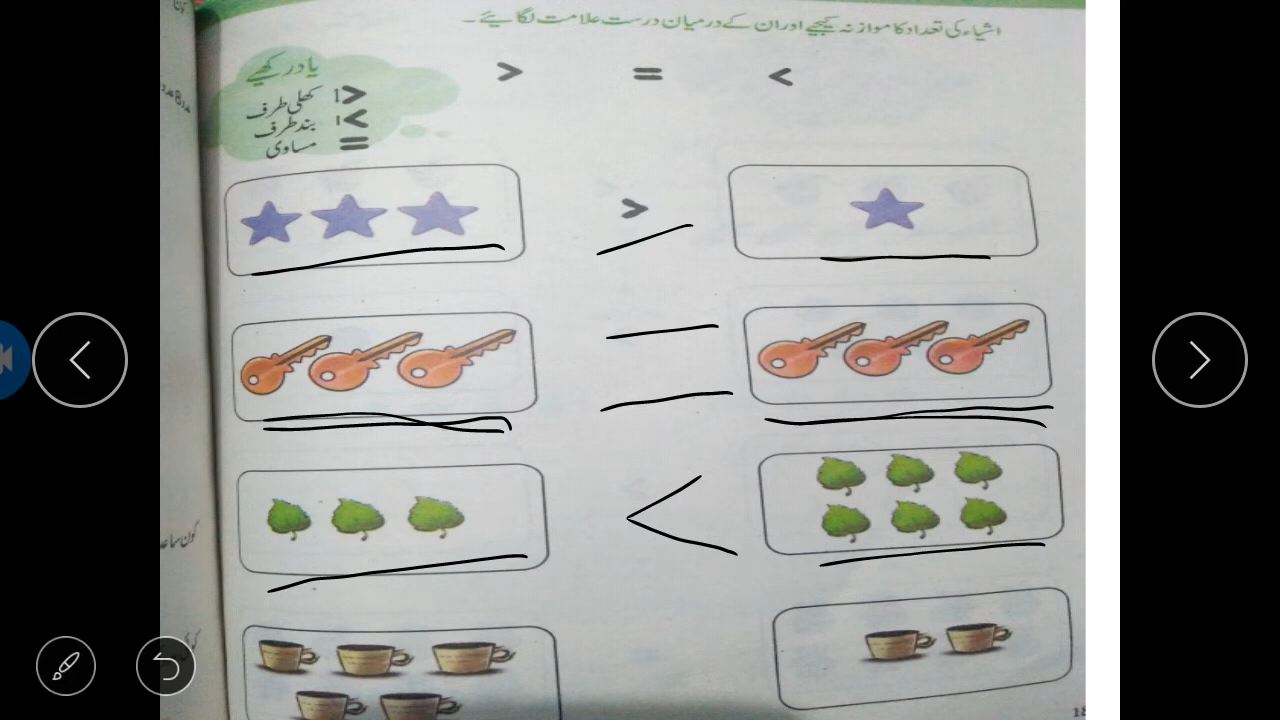 اشیاء کی تعداد کا موازنہ کیجیے اور ان کے درمیان درست علامت لگائیے۔
> = <
یاد رکھیے
کھلی طرف >
بند طرف <
مساوی =
>
=
<
18